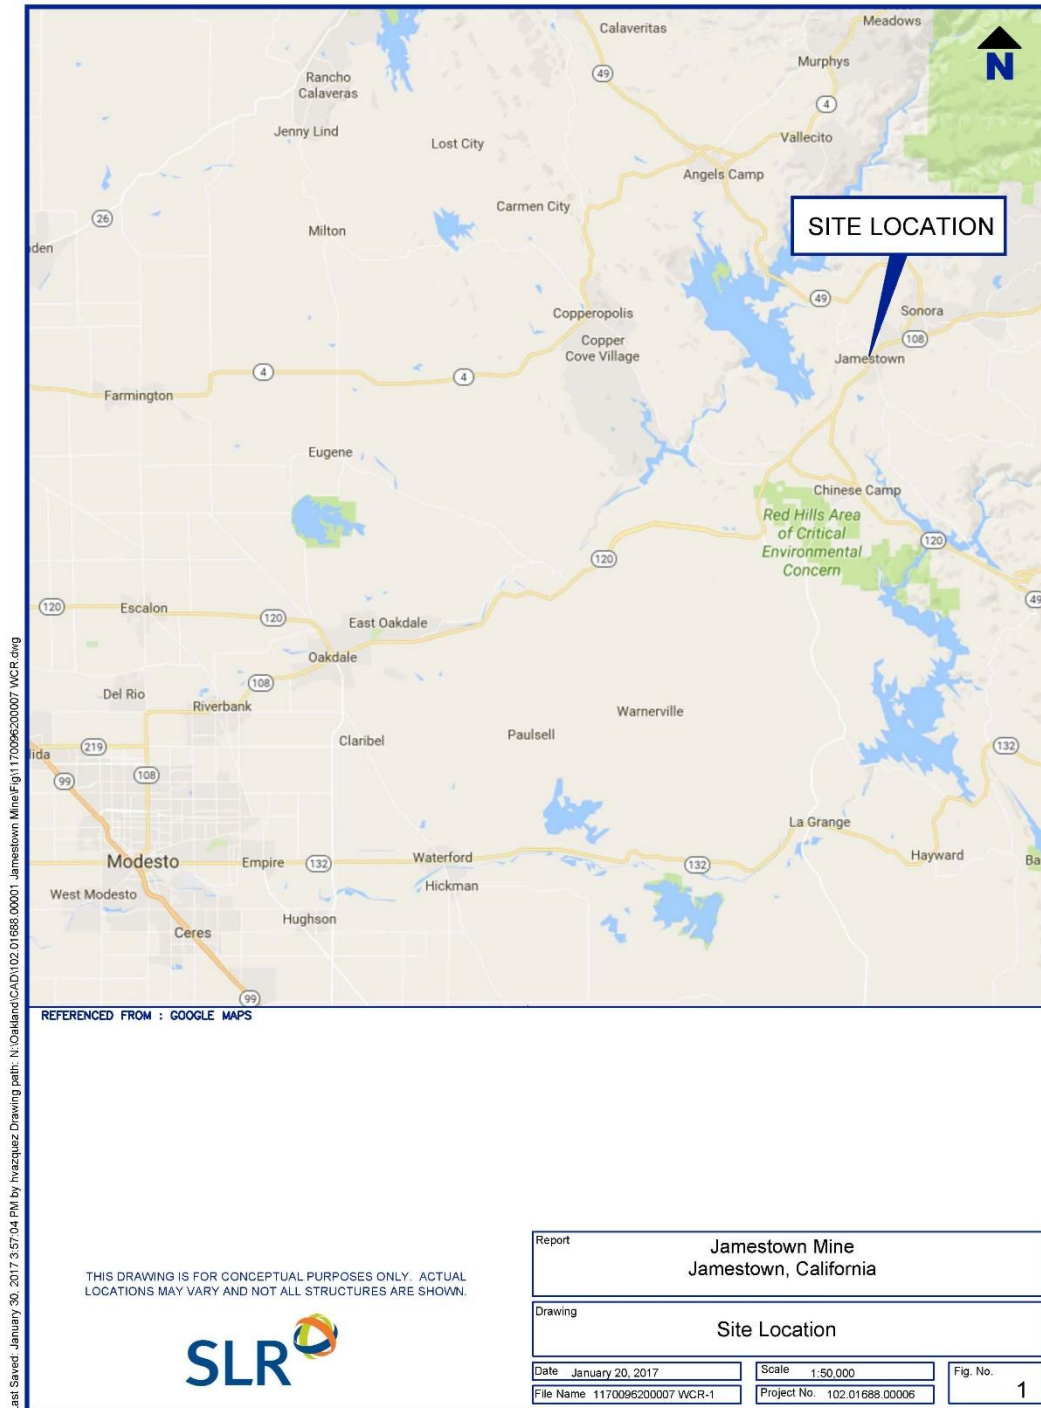 Meadows
Calaveritas
49
Murphys
Rancho
Calaveras
4
Jenny Lind
Lost City
Vallecito
Angels Camp
N
26
Carmen City
Milton
SITE LOCATION
den
49
Copperopolis
Sonora
Copper
Cove Village
108
Jamestown
4
4
Farmington
Eugene
Chinese Camp
Red Hills Area
of Critical
Environmental
Concern
120
120
49
120
Escalon
120
East Oakdale
Oakdale
108
Del Rio
Riverbank
Warnerville
Claribel
Paulsell
219
lida
99
108
132
La Grange
Modesto
Empire
132
Waterford
132
Hayward
Ba
West Modesto
Hickman
Hughson
Ceres
99
REFERENCED FROM : GOOGLE MAPS
ast Saved: January 30, 2017 3:57:04 PM by hvazquez Drawing path: N:\Oakland\CAD\102.01688.00001 Jamestown Mine\Fig\1170096200007 WCR.dwg
THIS DRAWING IS FOR CONCEPTUAL PURPOSES ONLY. ACTUAL
LOCATIONS MAY VARY AND NOT ALL STRUCTURES ARE SHOWN.
SLR
Report
Jamestown Mine
Jamestown, California
Drawing
Site Location
Date January 20, 2017
Scale 1:50,000
Fig. No.
1
File Name 1170096200007 WCR-1
Project No. 102.01688.00006